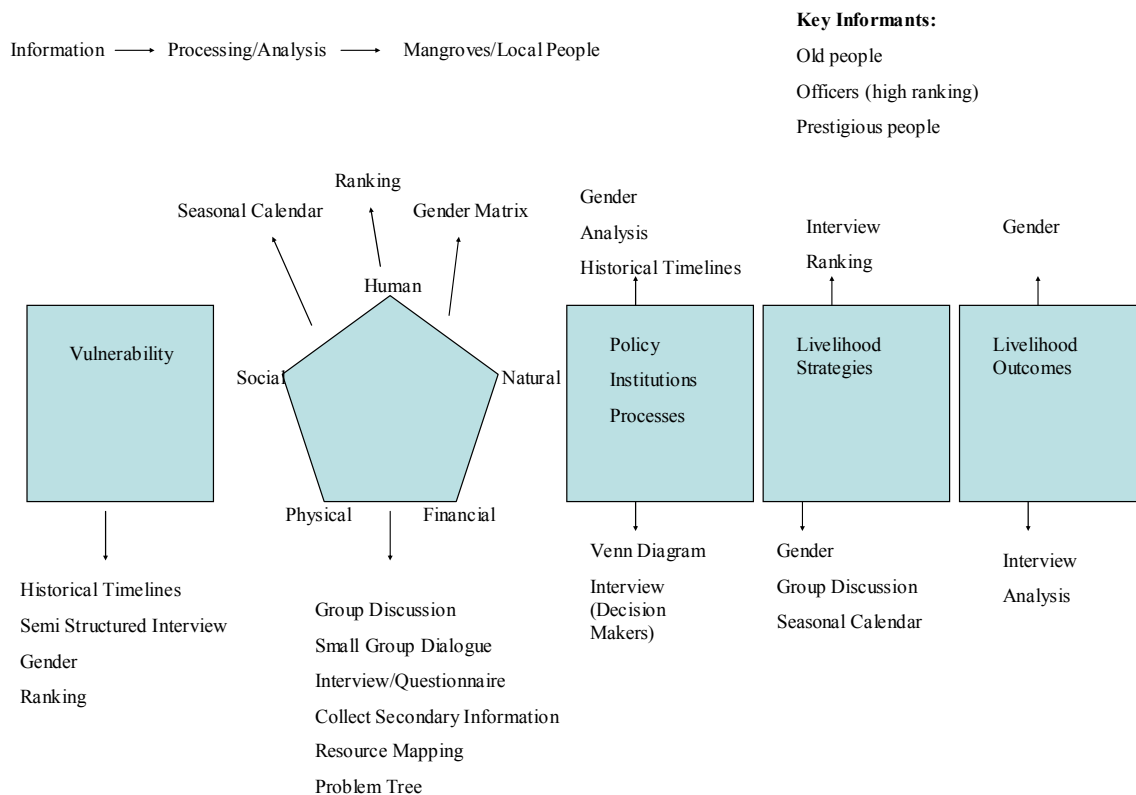 Key Informants:
Information
Processing/Analysis
Mangroves/Local People
Old people
Officers (high ranking)
Prestigious people
Ranking
Seasonal Calendar
Gender Matrix
Human
Social
Natural
Physical
Financial
Gender
Analysis
Historical Timelines
Interview
Ranking
Gender
Vulnerability
Policy
Institutions
Processes
Livelihood
Strategies
Livelihood
Outcomes
Historical Timelines
Semi Structured Interview
Gender
Ranking
Group Discussion
Small Group Dialogue
Interview/Questionnaire
Collect Secondary Information
Resource Mapping
Problem Tree
Venn Diagram
Interview
(Decision
Makers)
Gender
Group Discussion
Seasonal Calendar
Interview
Analysis